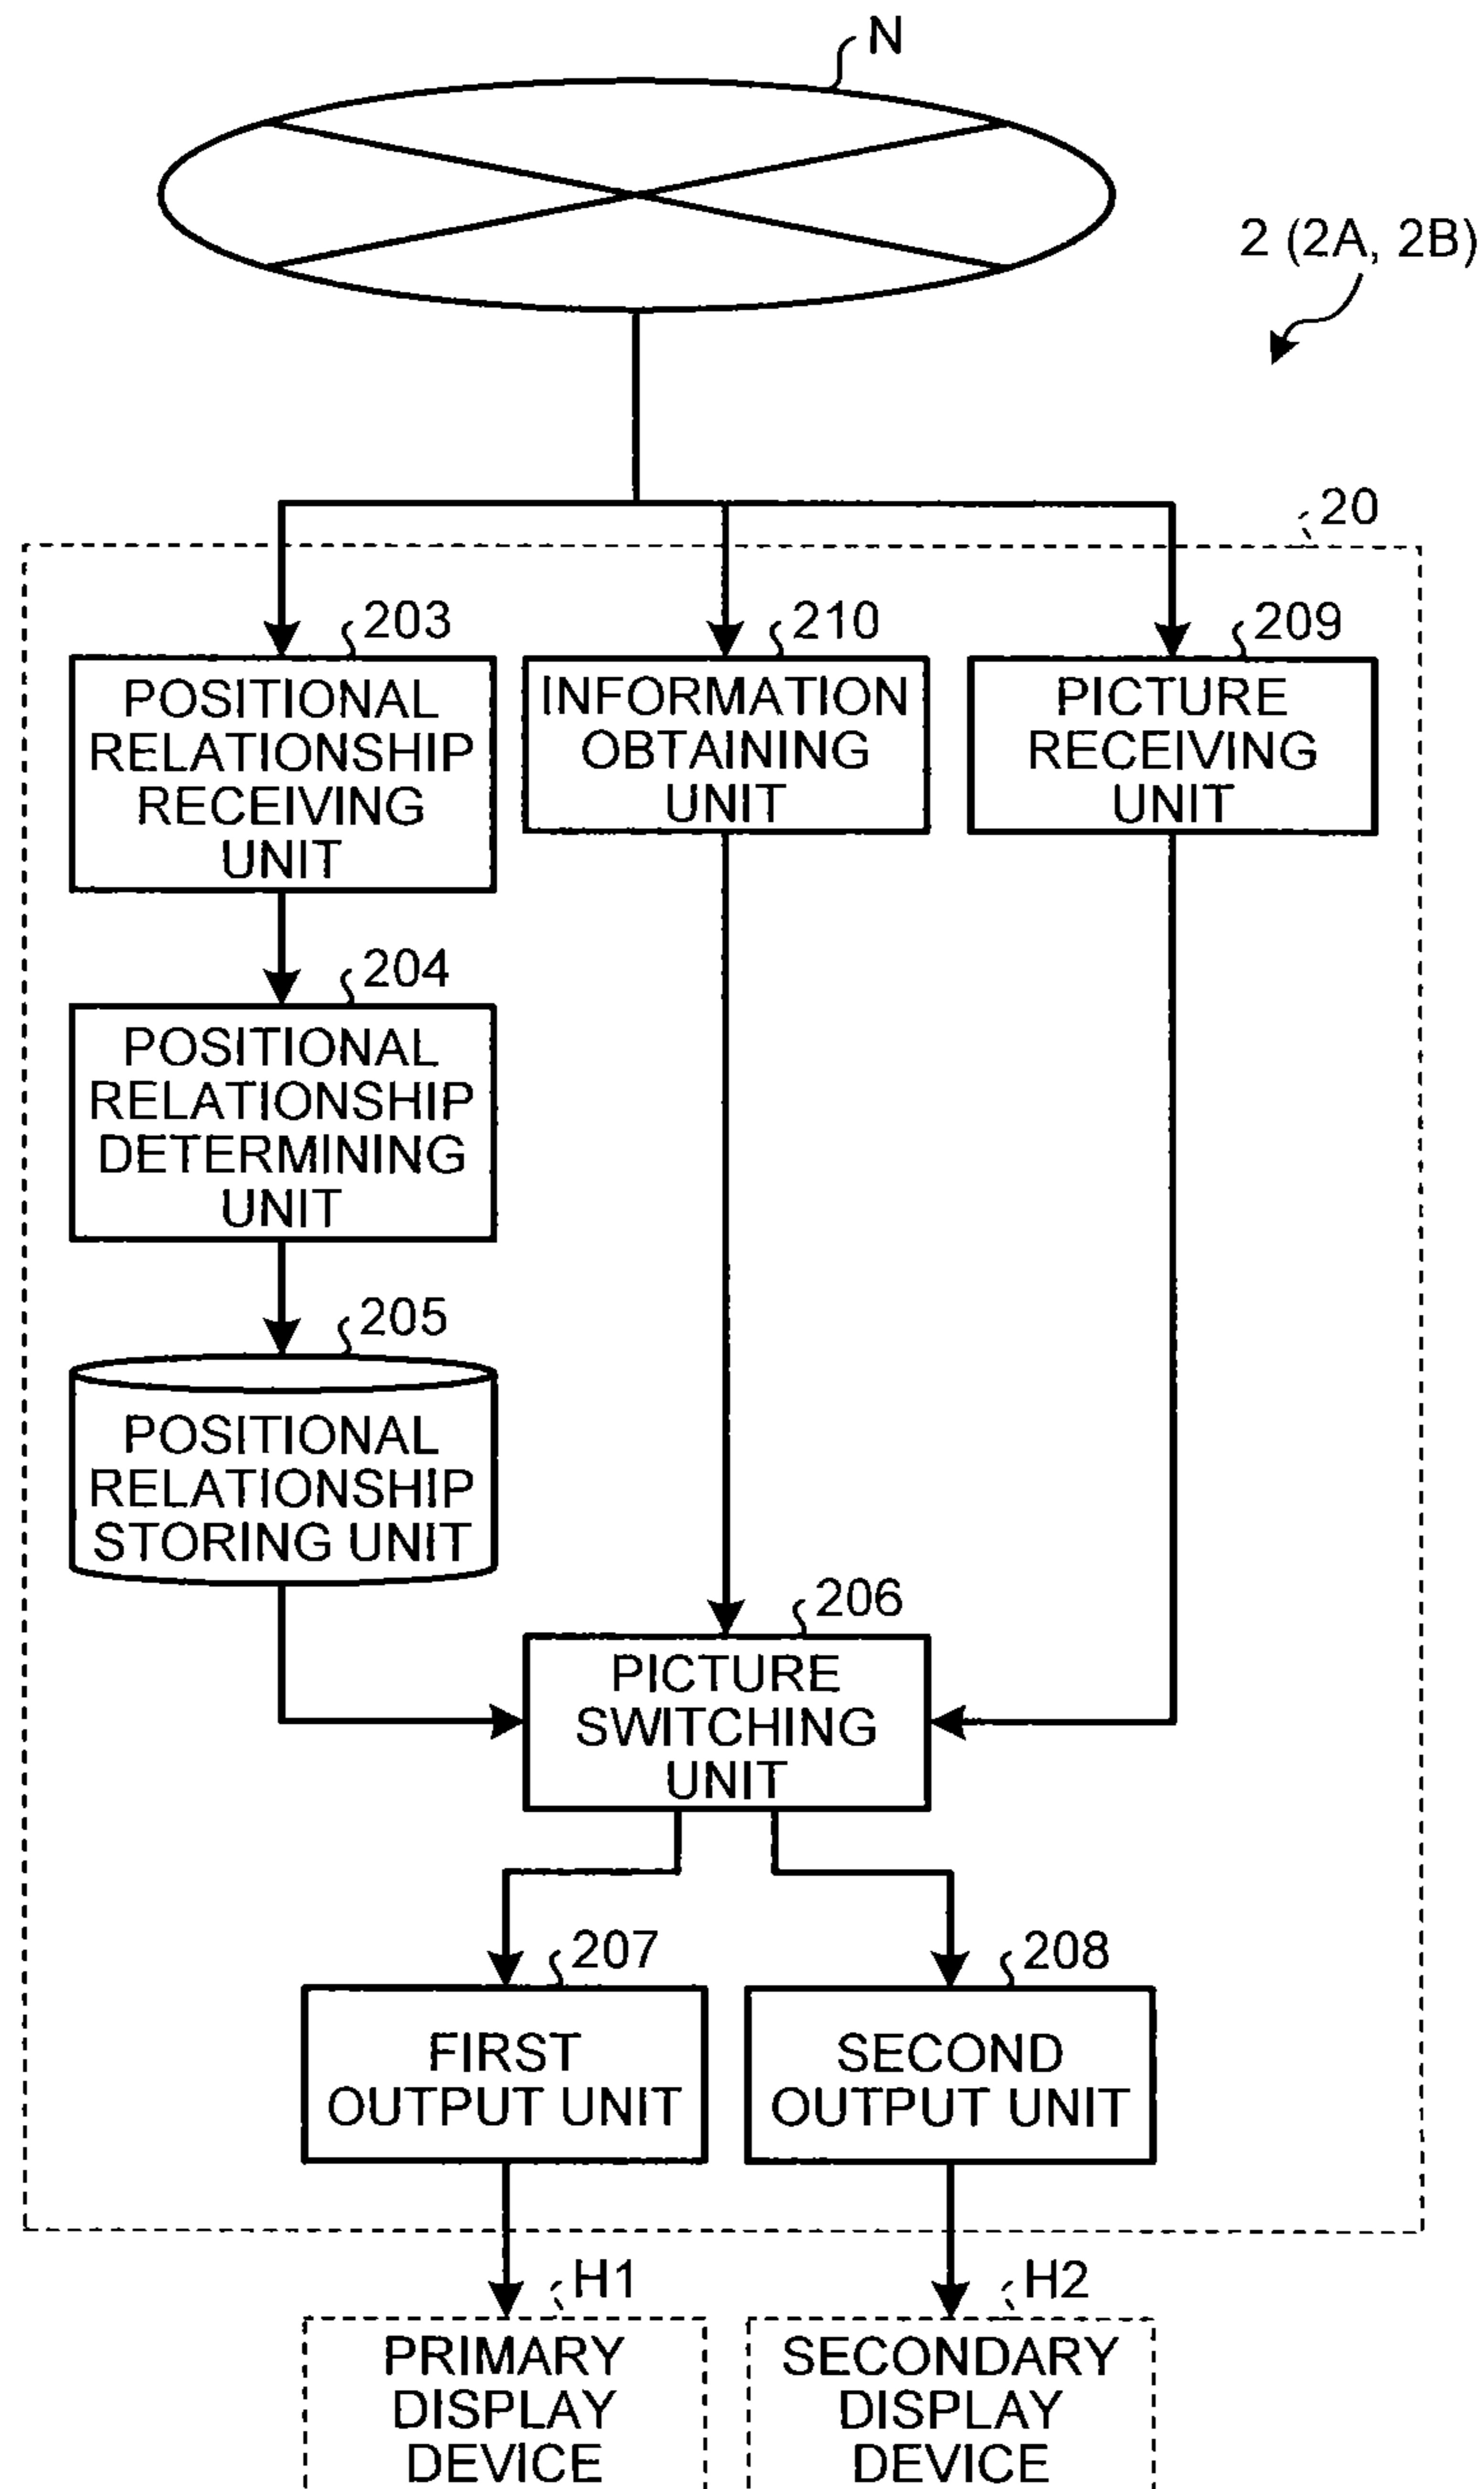 N
2 (2A, 2B)
20
203
POSITIONAL
RELATIONSHIP
RECEIVING
UNIT
210
INFORMATION
OBTAINING
UNIT
209
PICTURE
RECEIVING
UNIT
204
POSITIONAL
RELATIONSHIP
DETERMINING
UNIT
205
POSITIONAL
RELATIONSHIP
STORING UNIT
206
PICTURE
SWITCHING
UNIT
207
FIRST
OUTPUT UNIT
208
SECOND
OUTPUT UNIT
H1
PRIMARY
DISPLAY
DEVICE
H2
SECONDARY
DISPLAY
DEVICE